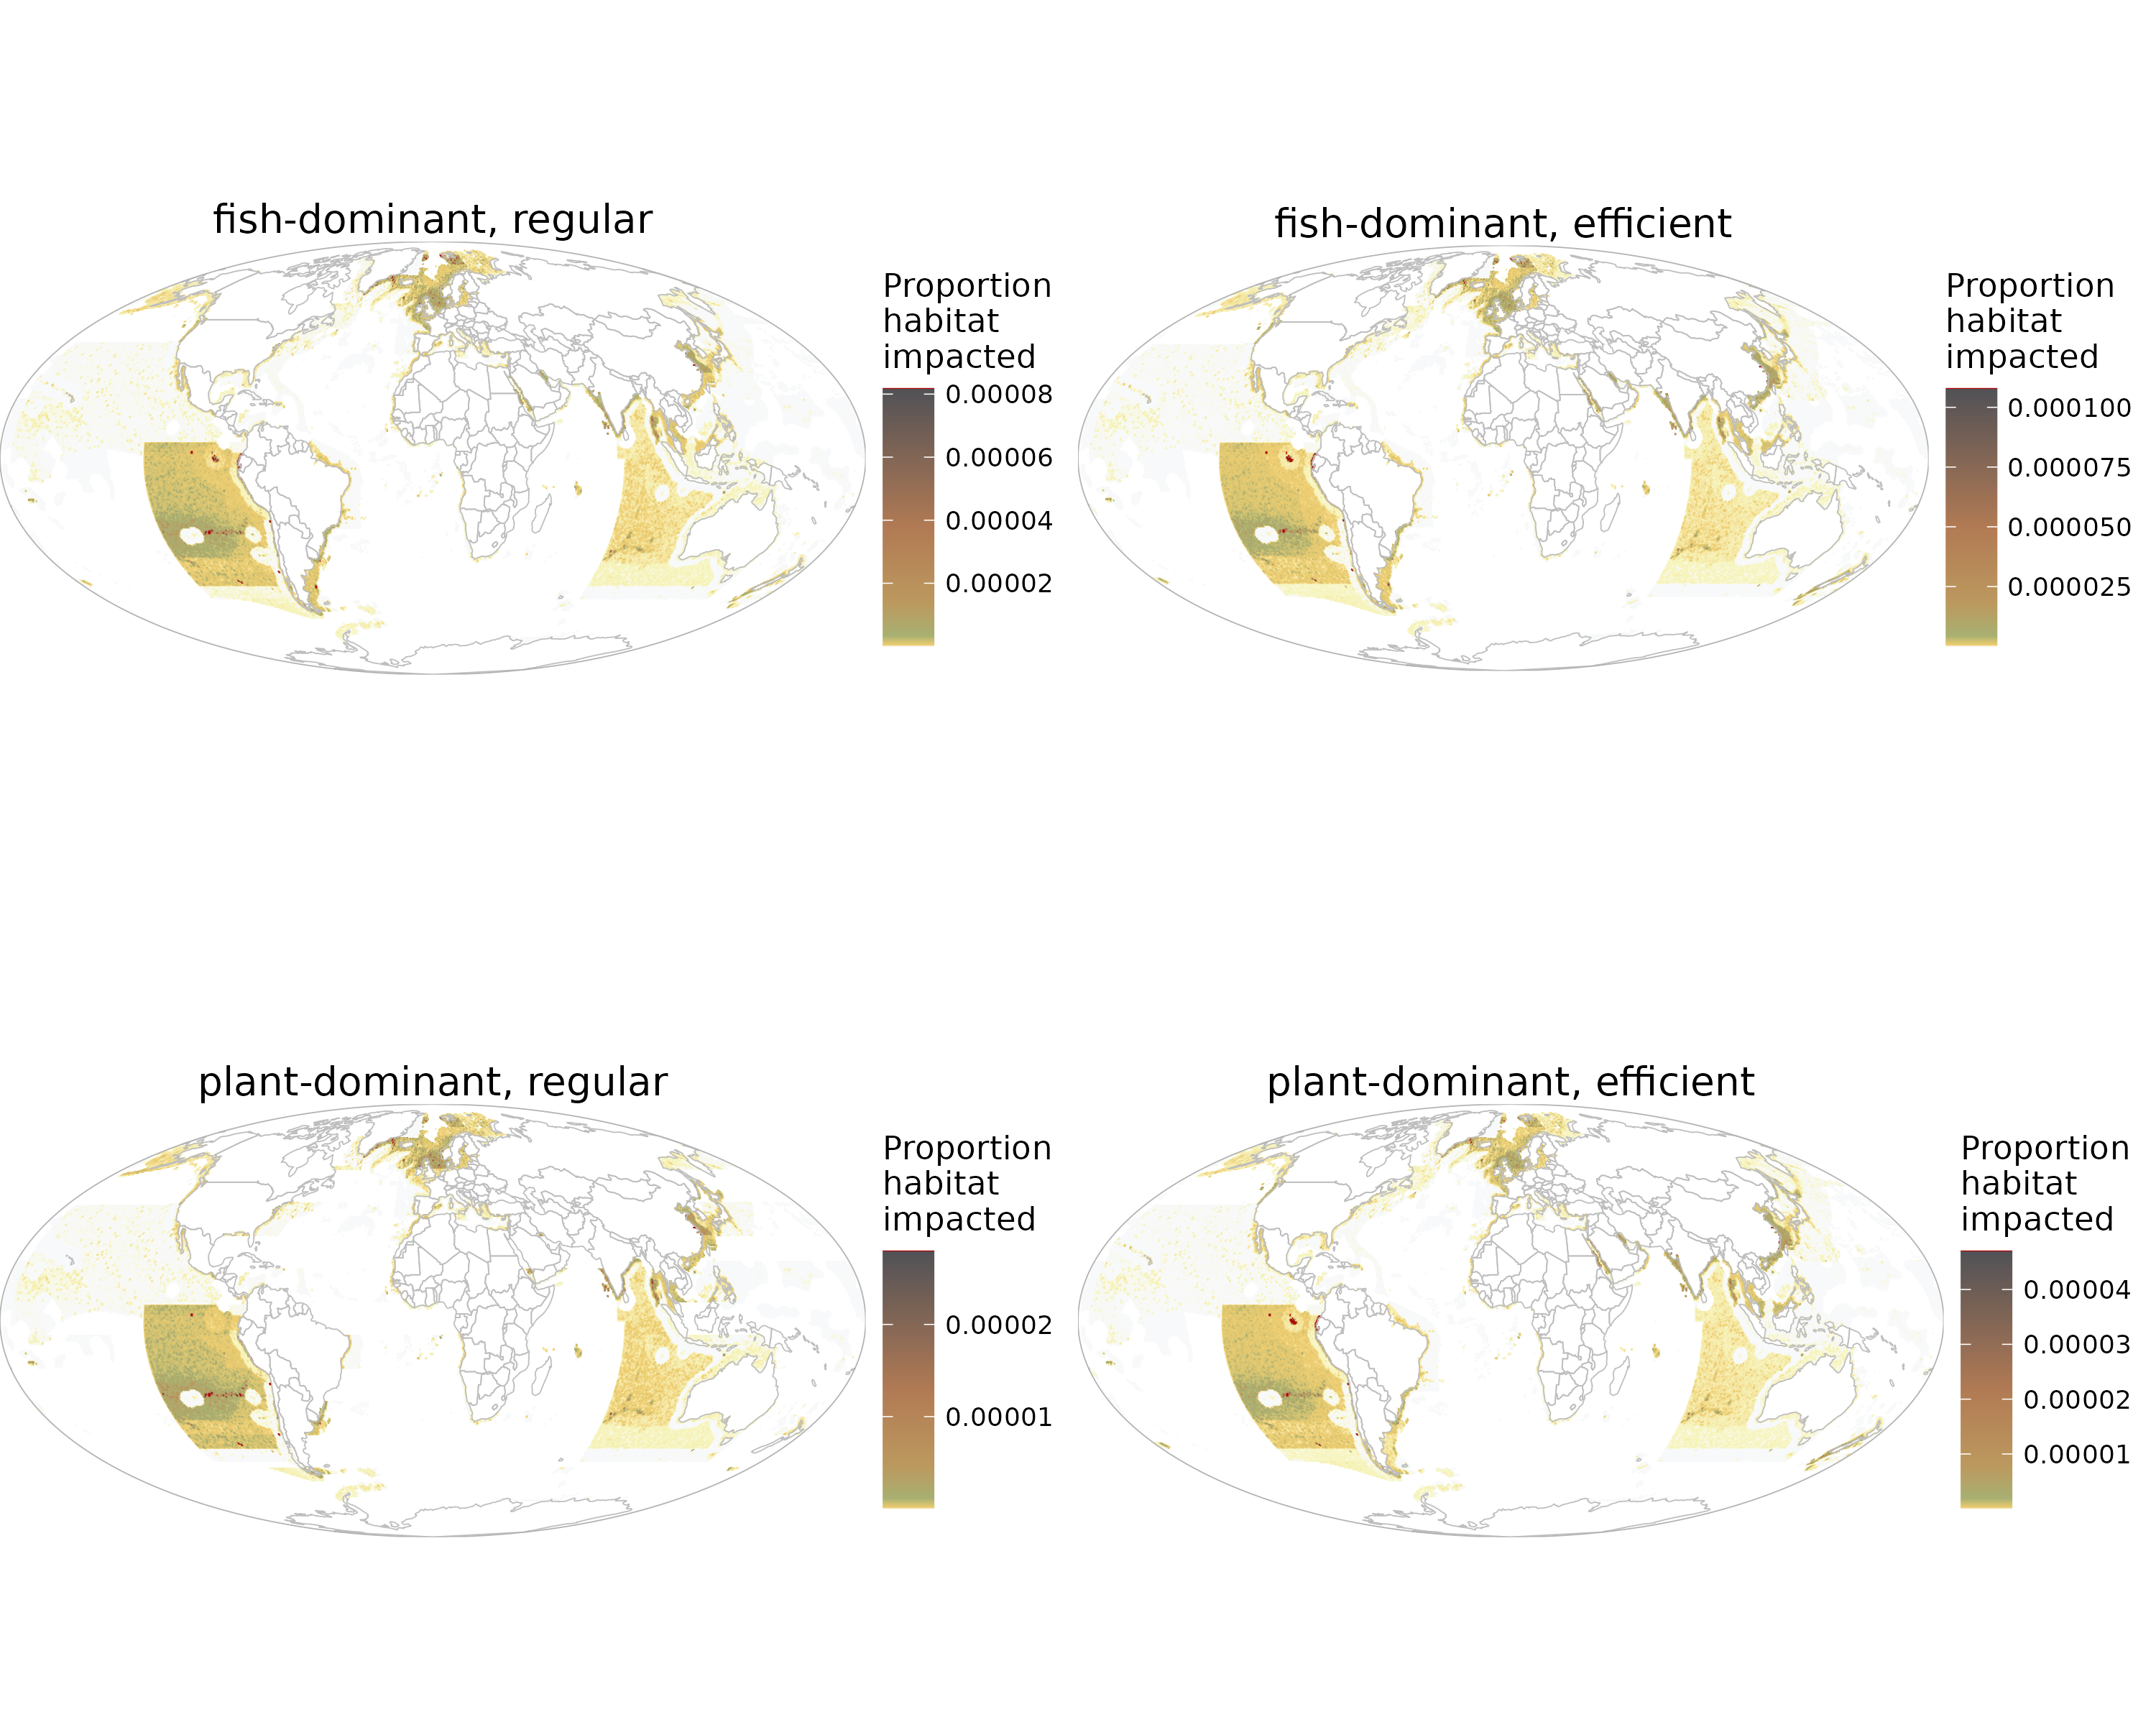 fish-dominant, regular
Proportion
habitat
impacted
0.00008
0.00006
0.00004
0.00002
fish-dominant, efficient
Proportion
habitat
impacted
0.000100
0.000075
0.000050
0.000025
plant-dominant, regular
Proportion
habitat
impacted
0.00002
0.00001
plant-dominant, efficient
Proportion
habitat
impacted
0.00004
0.00003
0.00002
0.00001